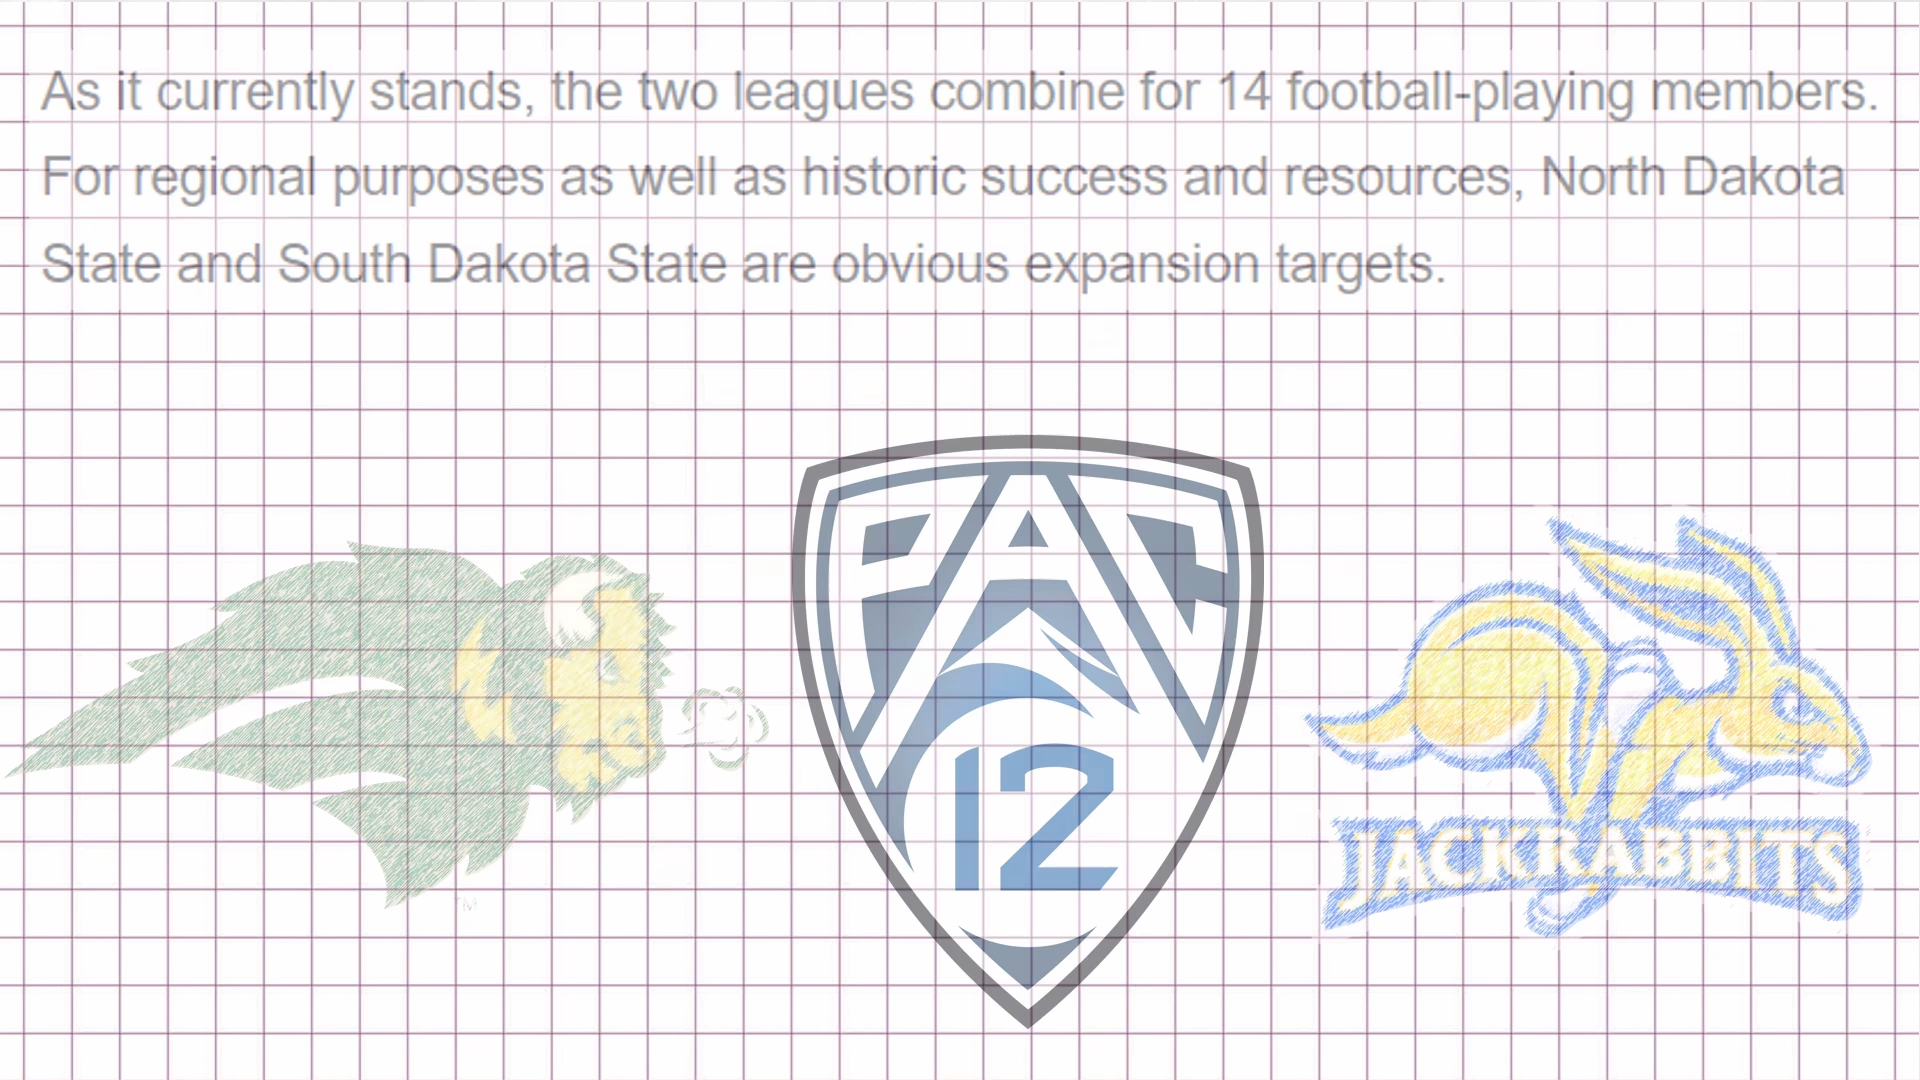 As it currently stands, the two leagues combine for 14 football-playing members.
For regional purposes as well as historic success and resources, North Dakota
State and South Dakota State are obvious expansion targets.
PAC
12
JACKRABBITS
TM